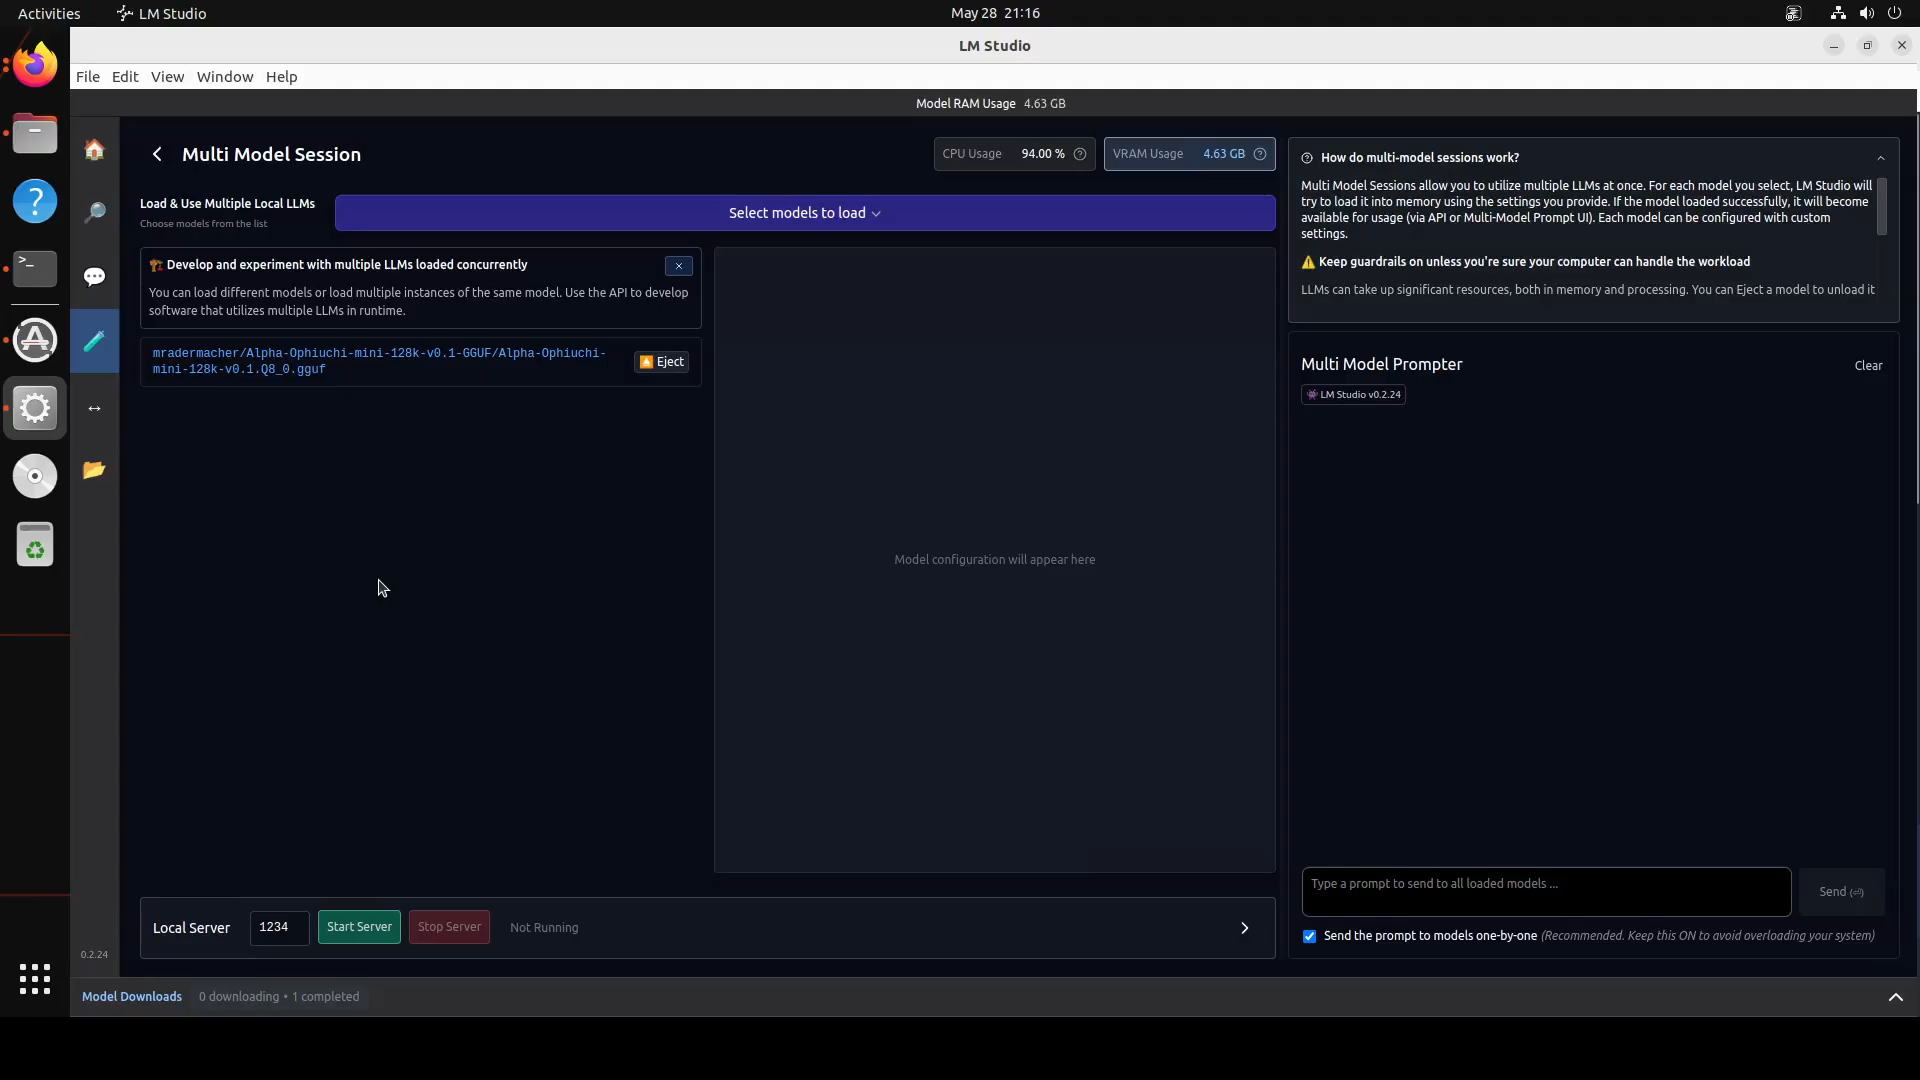 Activities
LM Studio
May 28 21:16
LM Studio
File Edit View Window Help
Model RAM Usage 4.63 GB
Multi Model Session
CPU Usage 94.00 %
VRAM Usage 4.63 GB
Load & Use Multiple Local LLMs
Choose models from the list
Select models to load
Develop and experiment with multiple LLMs loaded concurrently
You can load different models or load multiple instances of the same model. Use the API to develop
software that utilizes multiple LLMs in runtime.
mradermacher/Alpha-Ophiuchi-mini-128k-v0.1-GGUF/Alpha-Ophiuchi-
mini-128k-v0.1.Q8_0.gguf
Eject
Model configuration will appear here
Local Server
1234
Start Server
Stop Server
Not Running
How do multi-model sessions work?
Multi Model Sessions allow you to utilize multiple LLMs at once. For each model you select, LM Studio will
try to load it into memory using the settings you provide. If the model loaded successfully, it will become
available for usage (via API or Multi-Model Prompt UI). Each model can be configured with custom
settings.
Keep guardrails on unless you're sure your computer can handle the workload
LLMs can take up significant resources, both in memory and processing. You can Eject a model to unload it
Multi Model Prompter
Clear
LM Studio v0.2.24
Type a prompt to send to all loaded models ...
Send (⏎)
Send the prompt to models one-by-one (Recommended. Keep this ON to avoid overloading your system)
0.2.24
Model Downloads
0 downloading • 1 completed